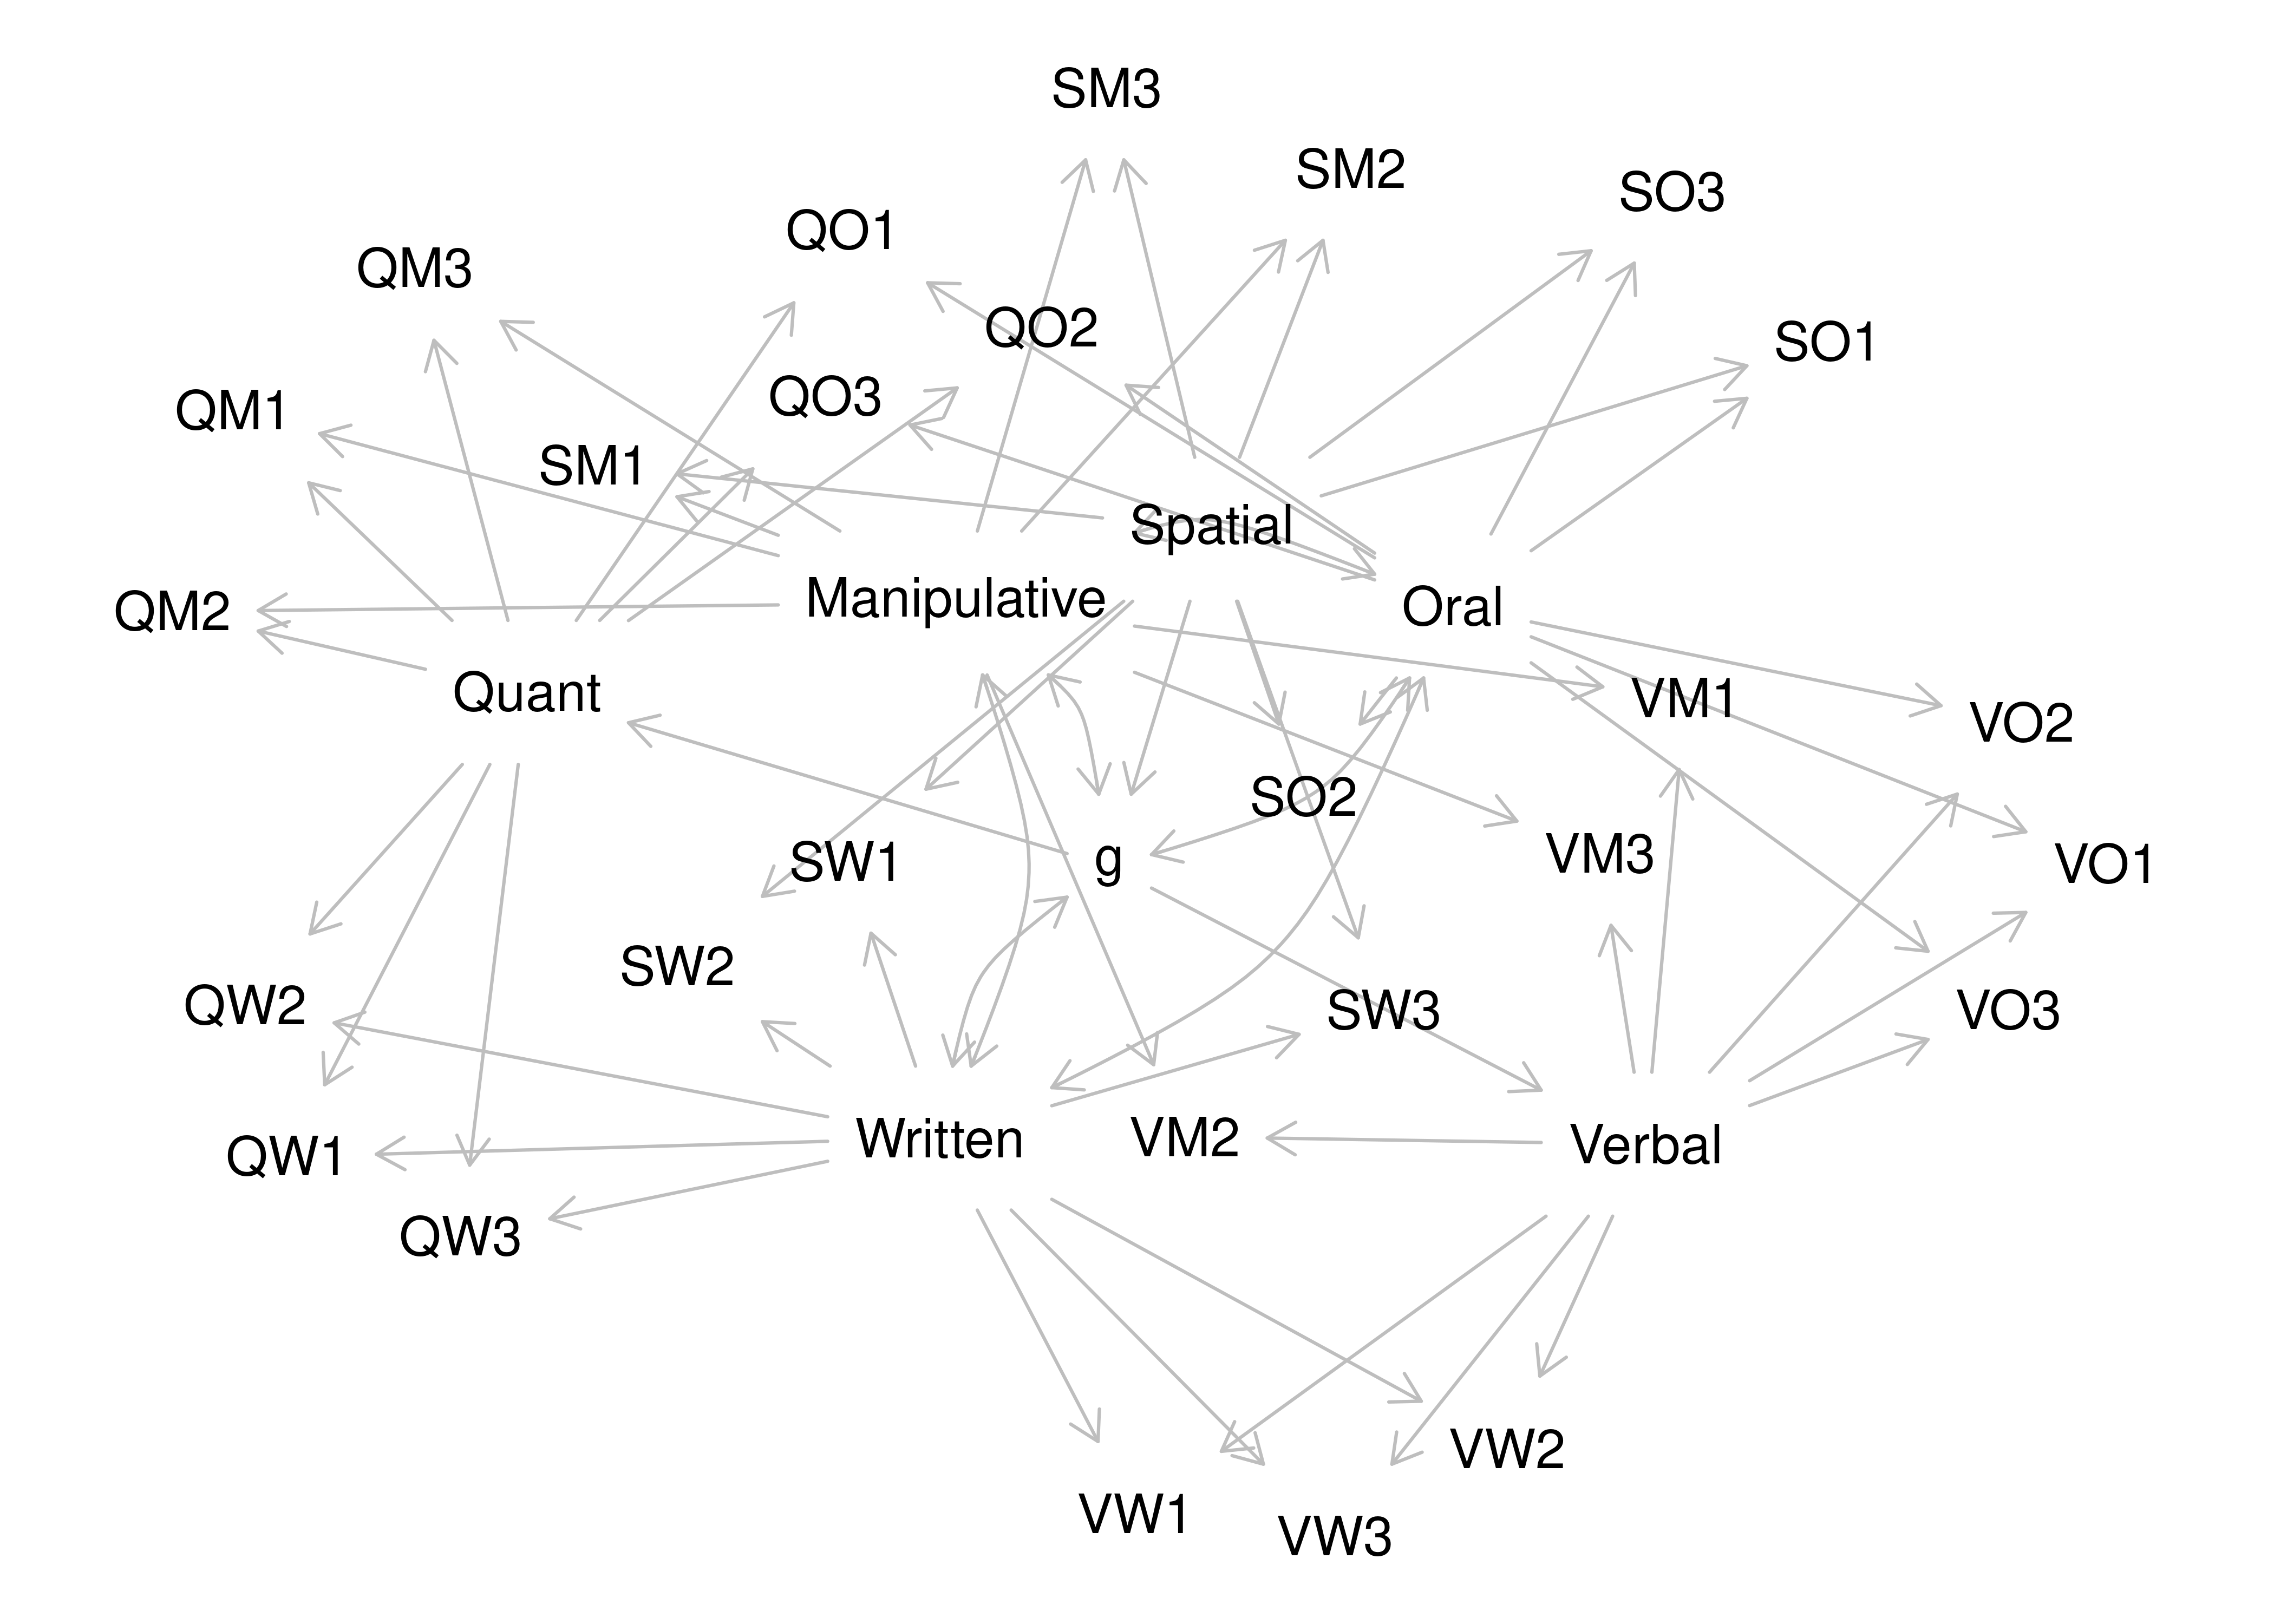 SM3
SM2
SO3
QO1
QM3
QO2
SO1
QO3
QM1
SM1
Spatial
Manipulative
Oral
QM2
Quant
VM1
VO2
SO2
SW1
g
VM3
VO1
SW2
QW2
SW3
VO3
Written
VM2
Verbal
QW1
QW3
VW2
VW1
VW3